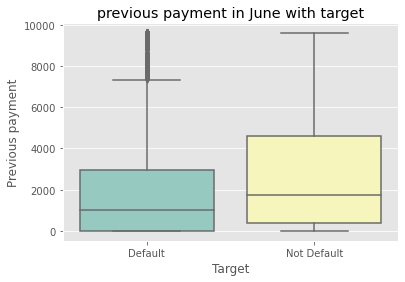 previous payment in June with target
10000
8000
6000
4000
2000
0
Previous payment
Default
Not Default
Target